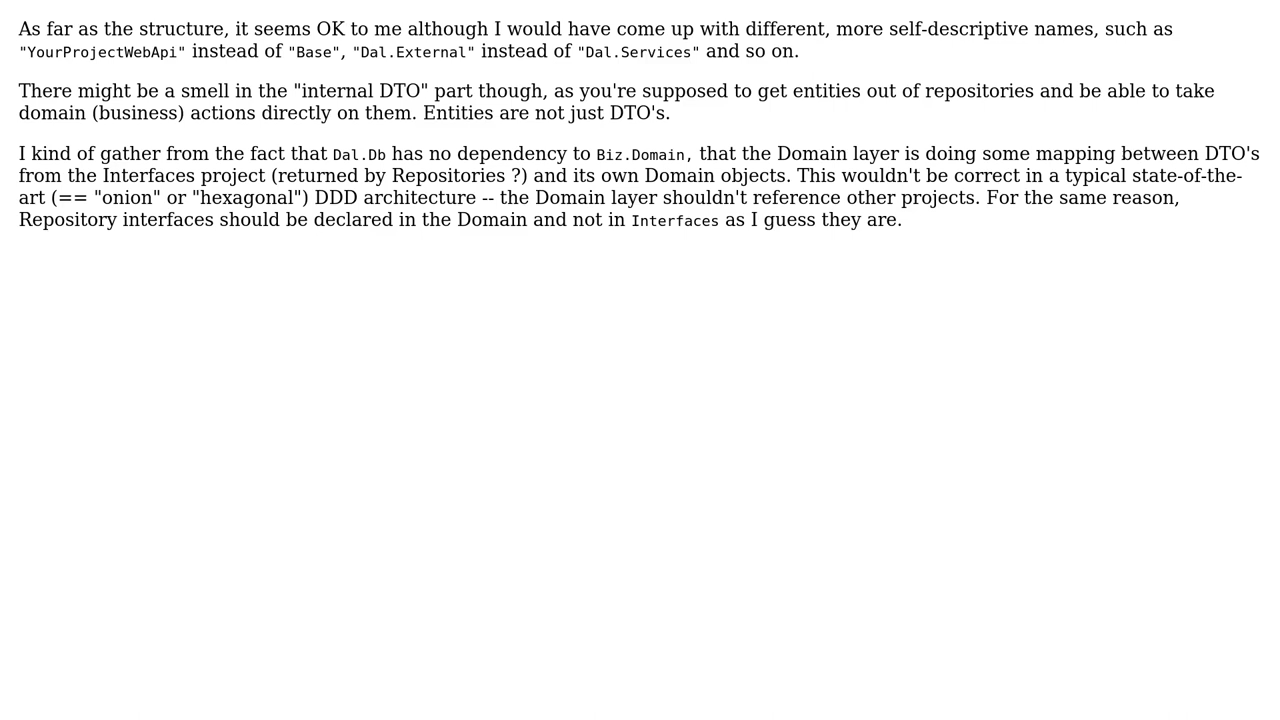 As far as the structure, it seems OK to me although I would have come up with different, more self-descriptive names, such as
"YourProjectWebApi" instead of "Base", "Dal.External" instead of "Dal.Services" and so on.
There might be a smell in the "internal DTO" part though, as you're supposed to get entities out of repositories and be able to take
domain (business) actions directly on them. Entities are not just DTO's.
I kind of gather from the fact that Dal.Db has no dependency to Biz.Domain, that the Domain layer is doing some mapping between DTO's
from the Interfaces project (returned by Repositories ?) and its own Domain objects. This wouldn't be correct in a typical state-of-the-
art (== "onion" or "hexagonal") DDD architecture -- the Domain layer shouldn't reference other projects. For the same reason,
Repository interfaces should be declared in the Domain and not in Interfaces as I guess they are.